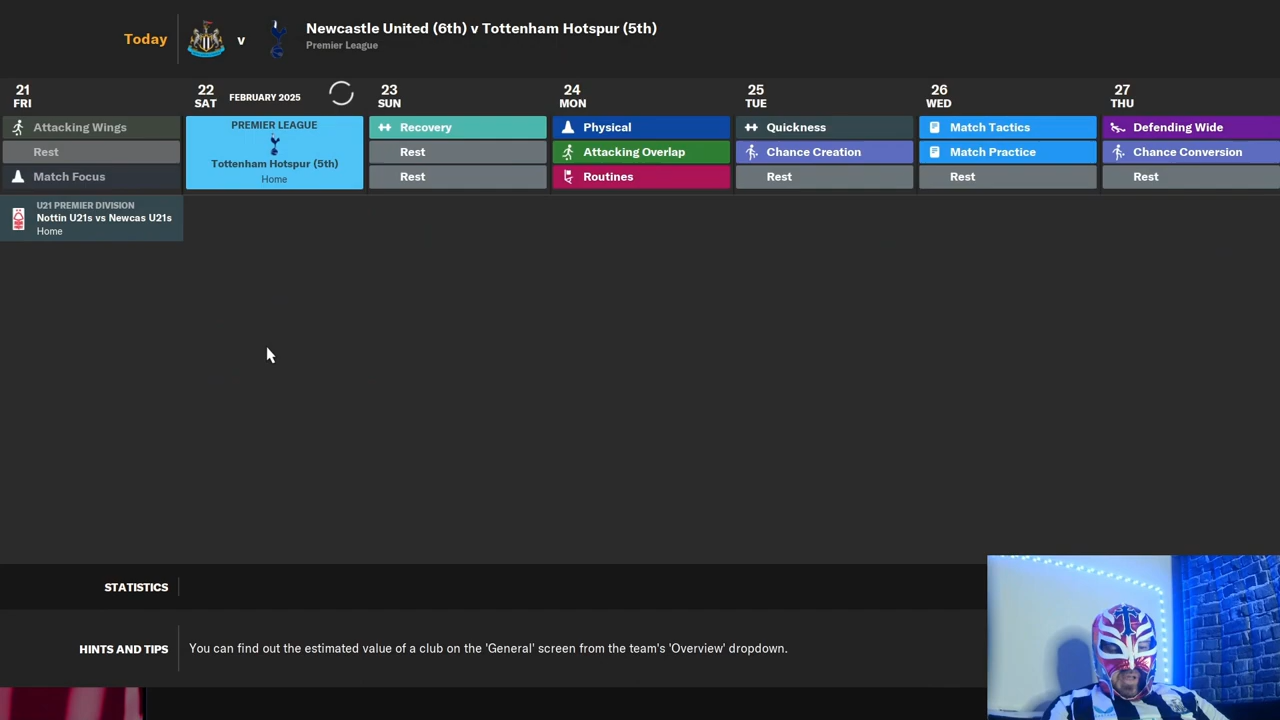 Today
v
Newcastle United (6th) v Tottenham Hotspur (5th)
Premier League
21
FRI
22
SAT
FEBRUARY 2025
23
SUN
24
MON
25
TUE
26
WED
27
THU
Attacking Wings
Rest
Match Focus
PREMIER LEAGUE
Tottenham Hotspur (5th)
Home
Recovery
Rest
Rest
Physical
Attacking Overlap
Routines
Quickness
Chance Creation
Rest
Match Tactics
Match Practice
Rest
Defending Wide
Chance Conversion
Rest
U21 PREMIER DIVISION
Nottin U21s vs Newcas U21s
Home
STATISTICS
HINTS AND TIPS
You can find out the estimated value of a club on the 'General' screen from the team's 'Overview' dropdown.